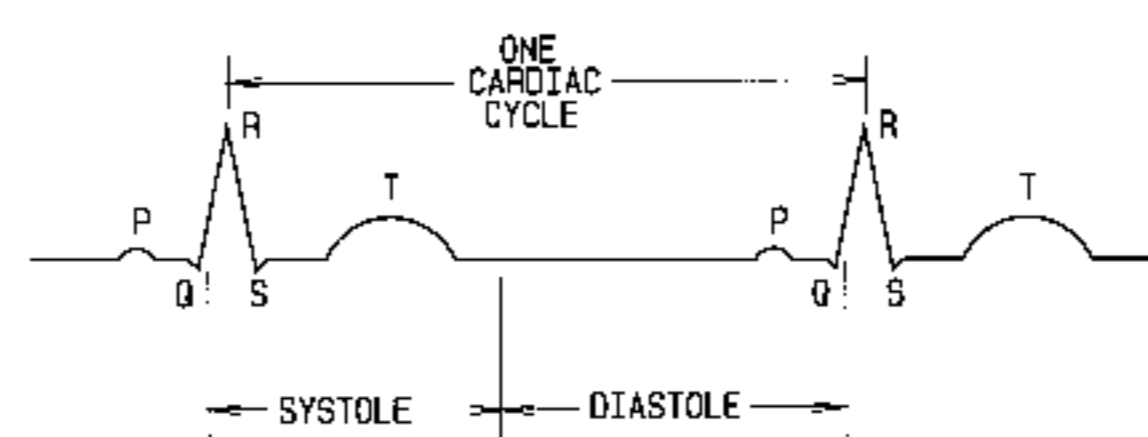 ONE
CARDIAC
CYCLE
R
R
T
T
P
P
Q
S
Q
S
SYSTOLE
DIASTOLE